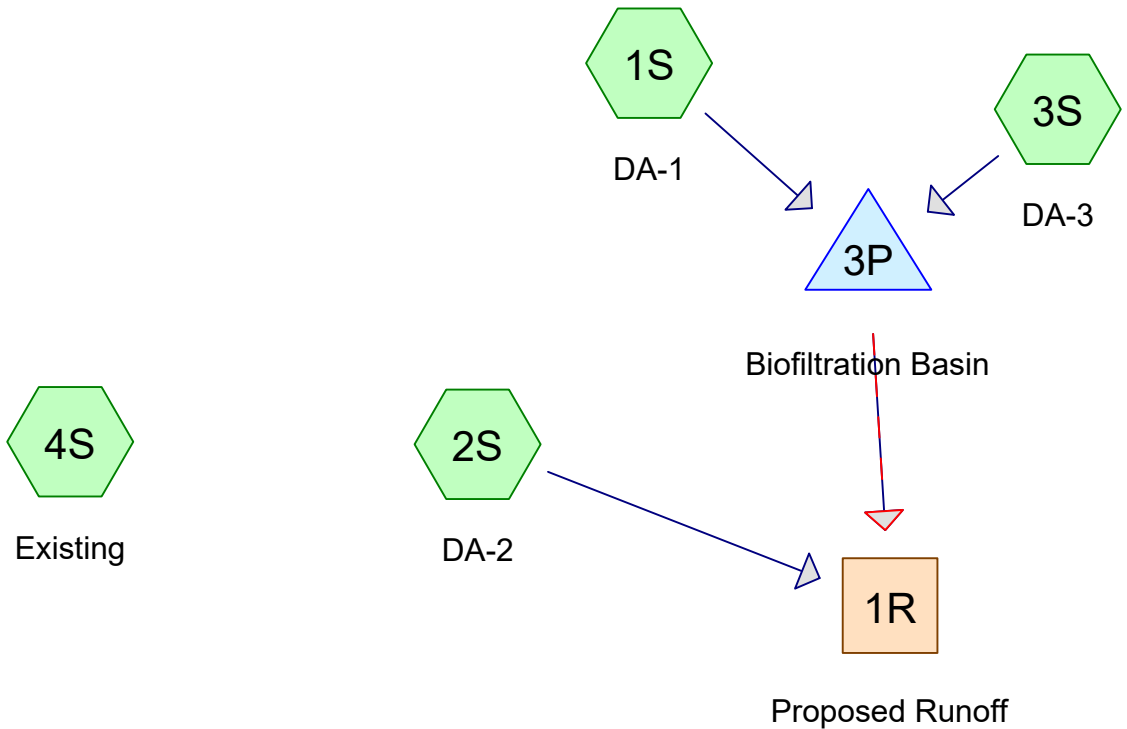 1S
DA-1
3S
DA-3
3P
Biofiltration Basin
4S
Existing
2S
DA-2
1R
Proposed Runoff